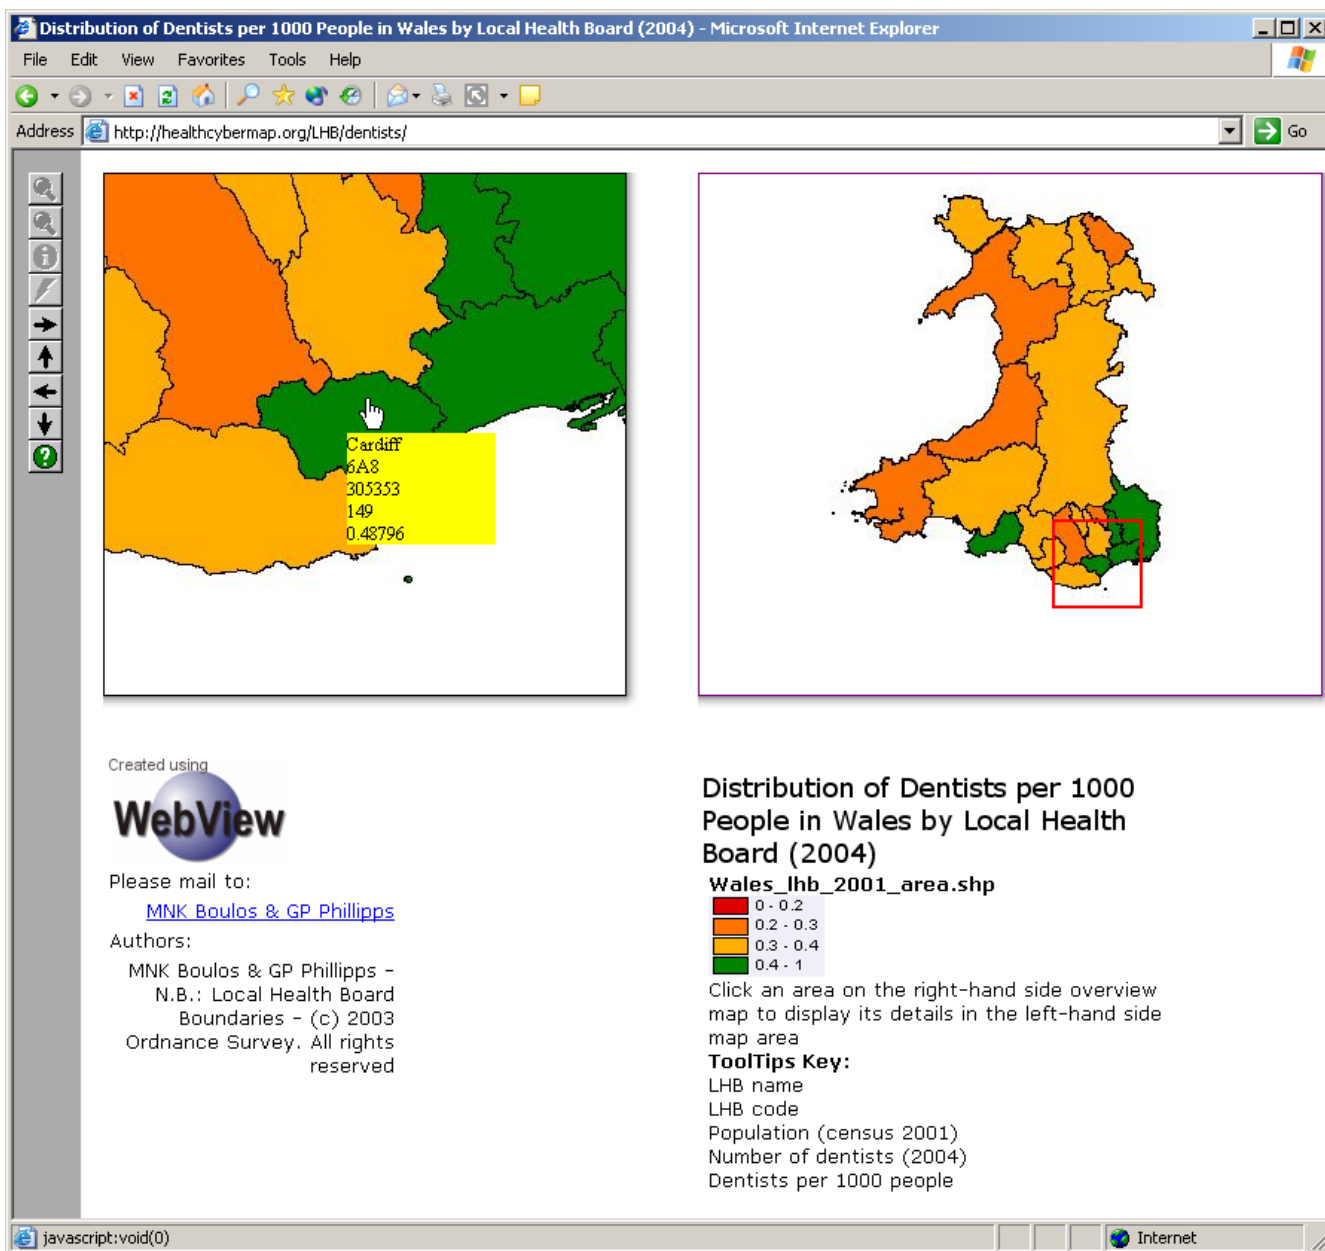 Distribution of Dentists per 1000 People in Wales by Local Health Board (2004) - Microsoft Internet Explorer
File Edit View Favorites Tools Help
Address http://healthcybermap.org/LHB/dentists/ Go
Cardiff
6A8
305353
149
0.48796
Created using
WebView
Please mail to:
MNK Boulos & GP Phillipps
Authors:
MNK Boulos & GP Phillipps -
N.B.: Local Health Board
Boundaries - (c) 2003
Ordnance Survey. All rights
reserved
Distribution of Dentists per 1000
People in Wales by Local Health
Board (2004)
Wales_lhb_2001_area.shp
0 - 0.2
0.2 - 0.3
0.3 - 0.4
0.4 - 1
Click an area on the right-hand side overview
map to display its details in the left-hand side
map area
ToolTips Key:
LHB name
LHB code
Population (census 2001)
Number of dentists (2004)
Dentists per 1000 people
javascript:void(0) Internet